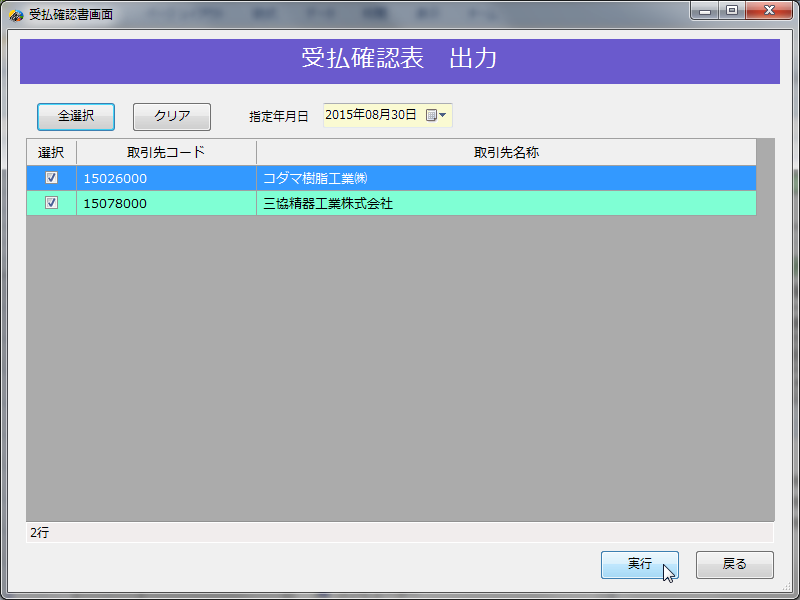 受払確認書画面
受払確認表　出力
全選択 クリア 指定年月日 2015年08月30日
選択 取引先コード 取引先名称
15026000 コダマ樹脂工業㈱
15078000 三協精器工業株式会社
2行
実行 戻る